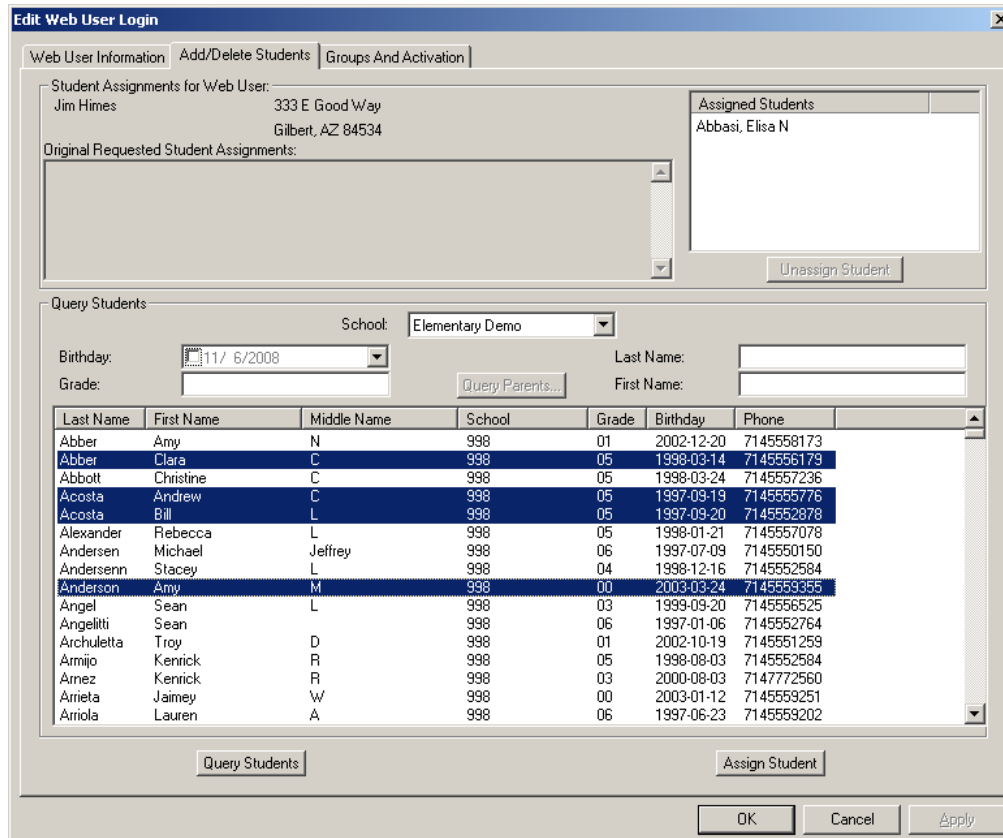 Edit Web User Login
Web User Information Add/Delete Students Groups And Activation
Student Assignments for Web User:
Jim Himes 333 E Good Way
Gilbert, AZ 84534
Original Requested Student Assignments:
Assigned Students
Abbasi, Elisa N
Unassign Student
Query Students
School: Elementary Demo
Birthday: 11/ 6/2008 Last Name:
Grade: Query Parents... First Name:
Last Name First Name Middle Name School Grade Birthday Phone
Abber Amy N 998 01 2002-12-20 7145558173
Abber Clara C 998 05 1998-03-14 7145556179
Abbott Christine C 998 05 1998-03-24 7145557236
Acosta Andrew C 998 05 1997-09-19 7145555776
Acosta Bill L 998 05 1997-09-20 7145552878
Alexander Rebecca L 998 05 1998-01-21 7145557078
Andersen Michael Jeffrey 998 06 1997-07-09 7145550150
Andersenn Stacey L 998 04 1998-12-16 7145552584
Anderson Amy M 998 00 2003-03-24 7145559355
Angel Sean L 998 03 1999-09-20 7145556525
Angelitti Sean 998 06 1997-01-06 7145552764
Archuletta Troy D 998 01 2002-10-19 7145551259
Armijo Kenrick R 998 05 1998-08-03 7145552584
Arnez Kenrick R 998 03 2000-08-03 7147772560
Arrieta Jaimey W 998 00 2003-01-12 7145559251
Arriola Lauren A 998 06 1997-06-23 7145559202
Query Students Assign Student
OK Cancel Apply